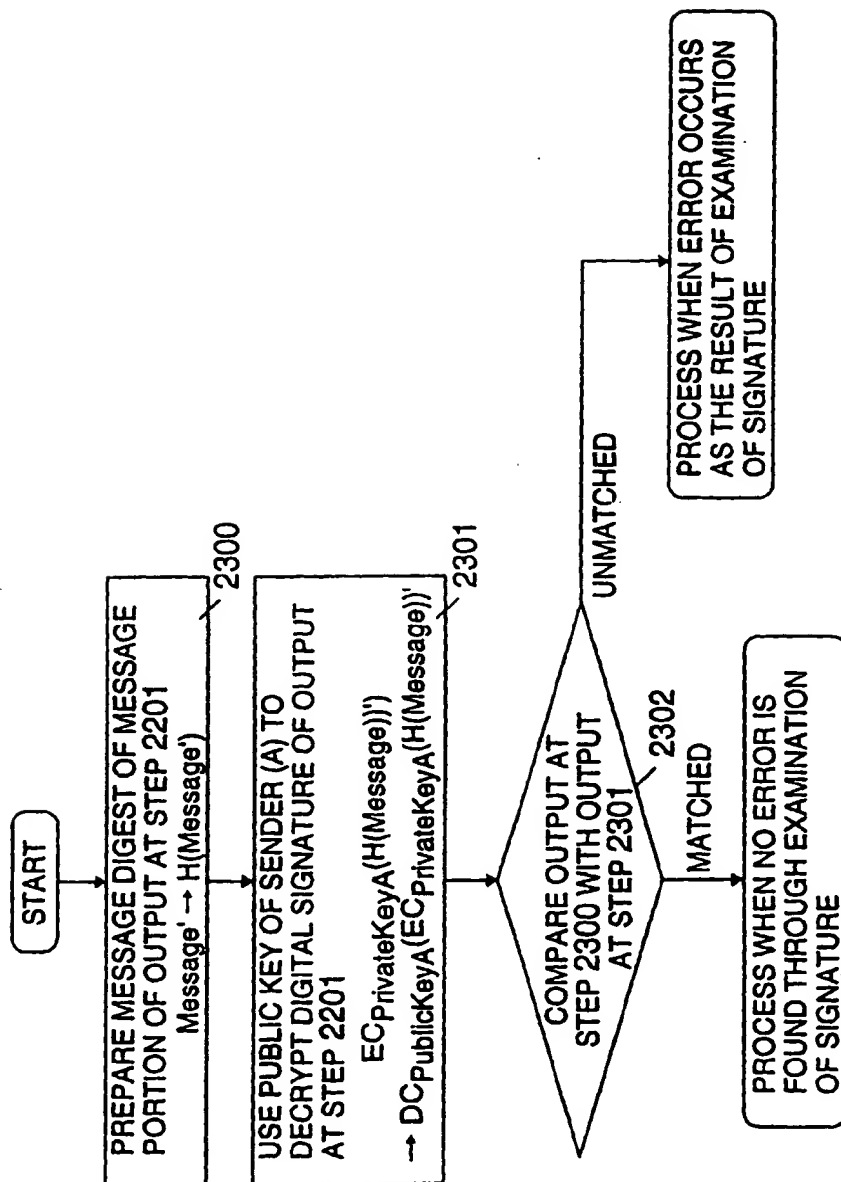 START
PREPARE MESSAGE DIGEST OF MESSAGE
PORTION OF OUTPUT AT STEP 2201
Message' → H(Message')
2300
USE PUBLIC KEY OF SENDER (A) TO
DECRYPT DIGITAL SIGNATURE OF OUTPUT
AT STEP 2201
ECPrivateKeyA(H(Message))')
→ DCPublicKeyA(ECPrivateKeyA(H(Message))'
2301
COMPARE OUTPUT AT
STEP 2300 WITH OUTPUT
AT STEP 2301
2302
UNMATCHED
MATCHED
PROCESS WHEN ERROR OCCURS
AS THE RESULT OF EXAMINATION
OF SIGNATURE
PROCESS WHEN NO ERROR IS
FOUND THROUGH EXAMINATION
OF SIGNATURE